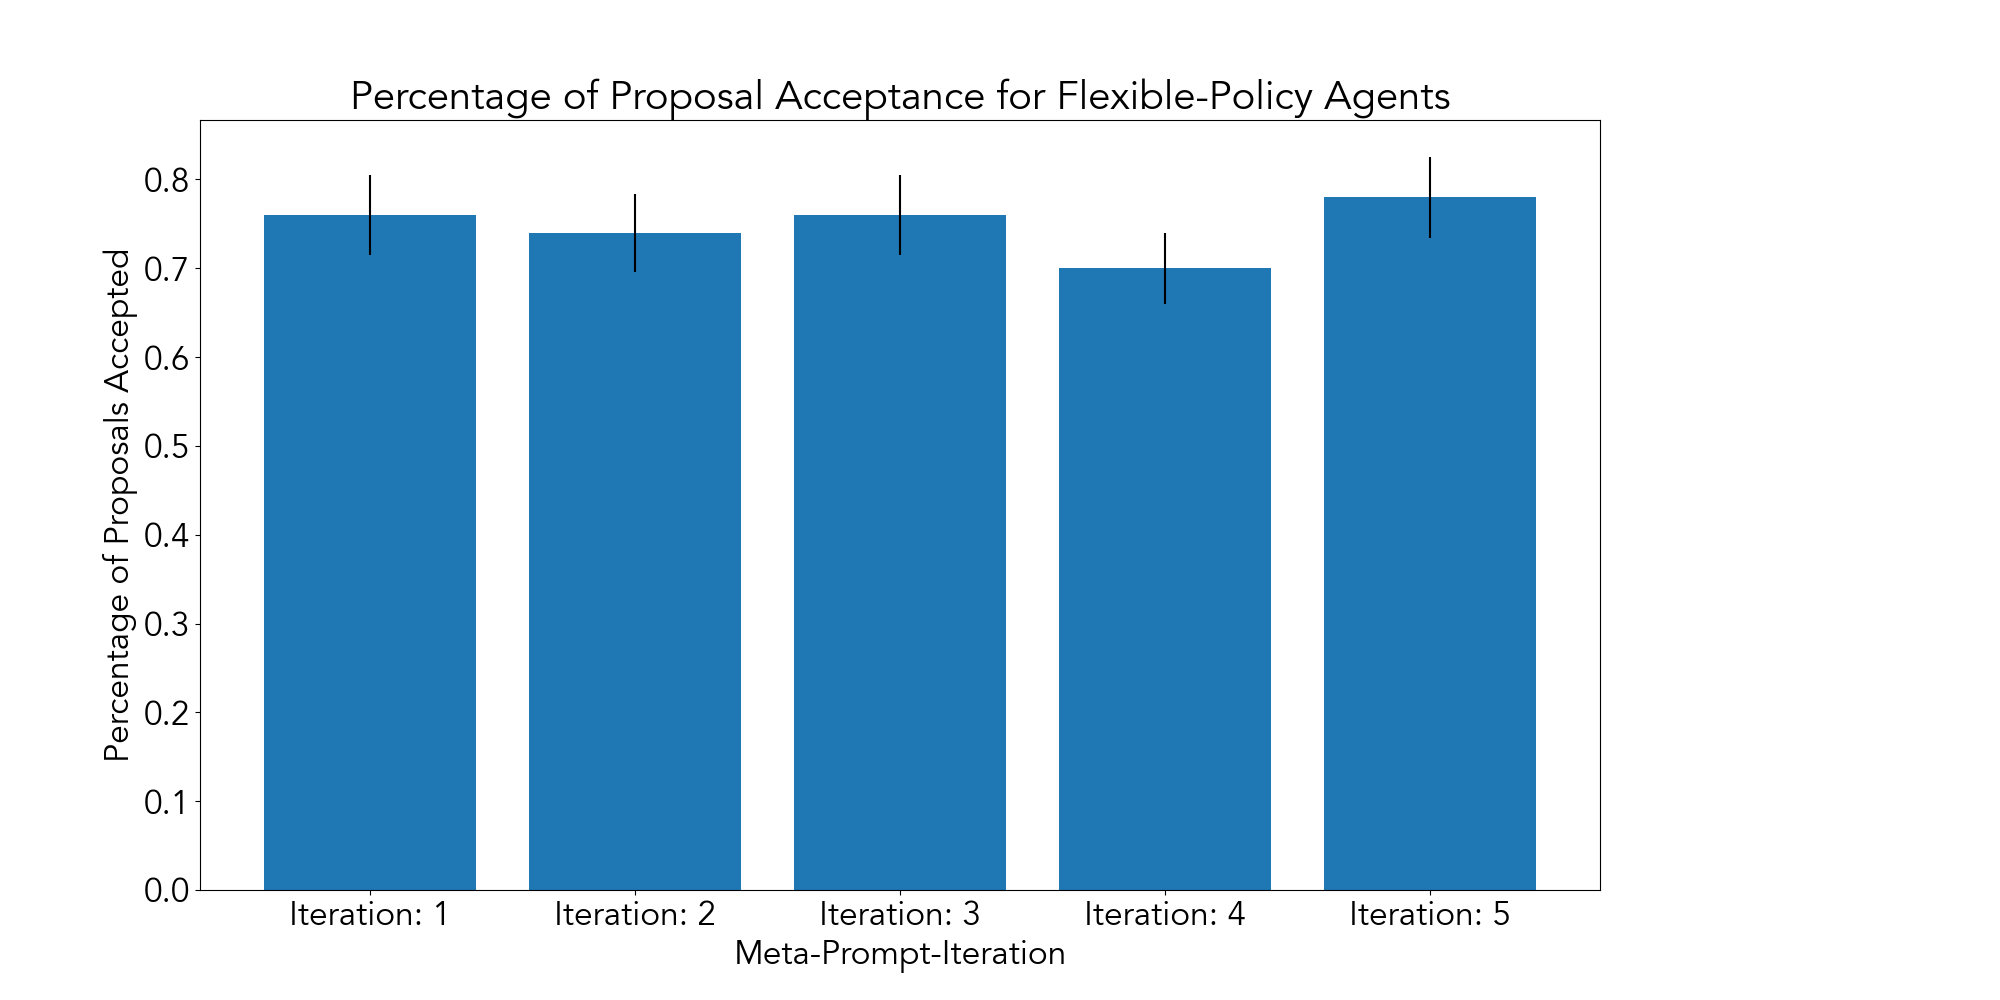 Percentage of Proposal Acceptance for Flexible-Policy Agents
Percentage of Proposals Accepted
0.8
0.7
0.6
0.5
0.4
0.3
0.2
0.1
0.0
Iteration: 1
Iteration: 2
Iteration: 3
Iteration: 4
Iteration: 5
Meta-Prompt-Iteration